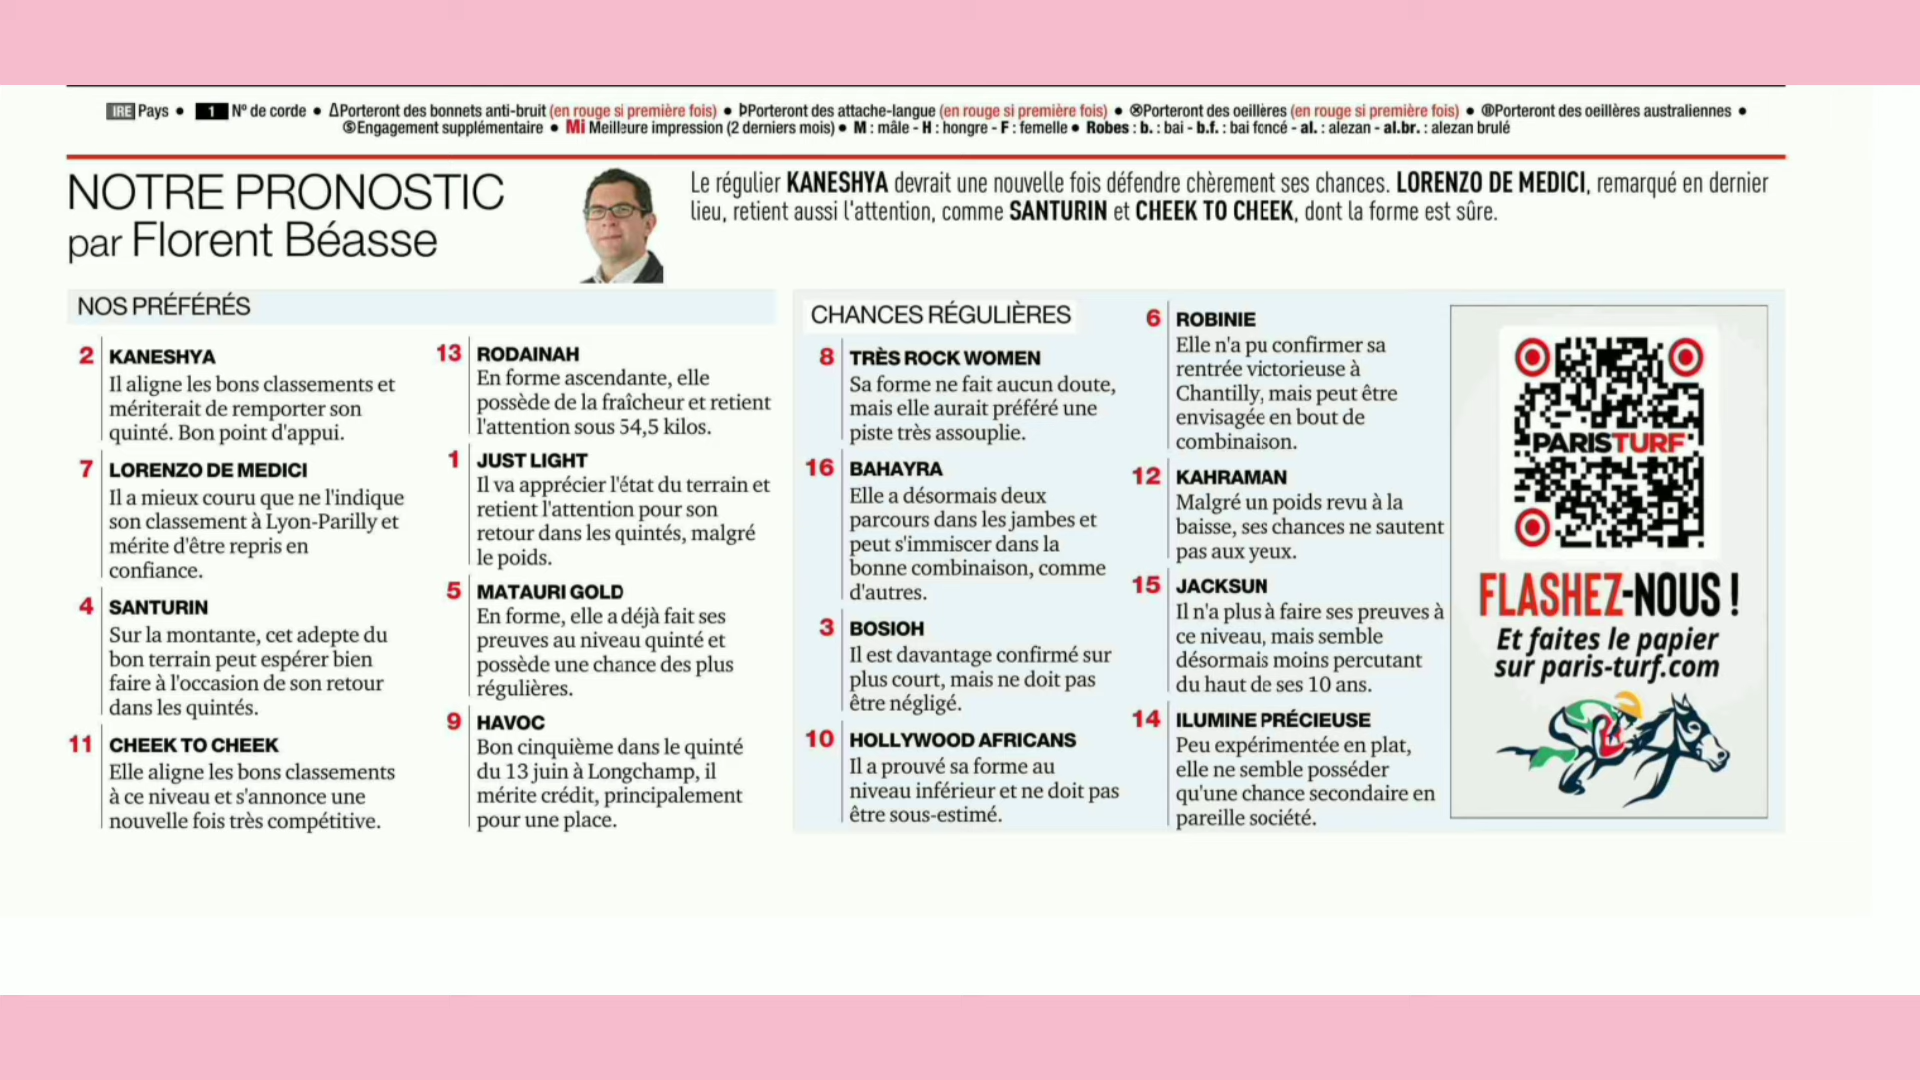 IRE Pays • 1 N° de corde • ΔPorteront des bonnets anti-bruit (en rouge si première fois) • ÞPorteront des attache-langue (en rouge si première fois) • ⊗Porteront des oeillères (en rouge si première fois) • Porteront des oeillères australiennes •
ⓈEngagement supplémentaire • Mi Meilleure impression (2 derniers mois) • M : mâle - H : hongre - F : femelle • Robes : b. : bai - b.f. : bai foncé - al. : alezan - al.br. : alezan brulé
NOTRE PRONOSTIC
par Florent Béasse
Le régulier KANESHYA devrait une nouvelle fois défendre chèrement ses chances. LORENZO DE MEDICI, remarqué en dernier
lieu, retient aussi l'attention, comme SANTURIN et CHEEK TO CHEEK, dont la forme est sûre.
NOS PRÉFÉRÉS
2 KANESHYA
Il aligne les bons classements et
mériterait de remporter son
quinté. Bon point d'appui.
7 LORENZO DE MEDICI
Il a mieux couru que ne l'indique
son classement à Lyon-Parilly et
mérite d'être repris en
confiance.
4 SANTURIN
Sur la montante, cet adepte du
bon terrain peut espérer bien
faire à l'occasion de son retour
dans les quintés.
11 CHEEK TO CHEEK
Elle aligne les bons classements
à ce niveau et s'annonce une
nouvelle fois très compétitive.
13 RODAINAH
En forme ascendante, elle
possède de la fraîcheur et retient
l'attention sous 54,5 kilos.
1 JUST LIGHT
Il va apprécier l'état du terrain et
retient l'attention pour son
retour dans les quintés, malgré
le poids.
5 MATAURI GOLD
En forme, elle a déjà fait ses
preuves au niveau quinté et
possède une chance des plus
régulières.
9 HAVOC
Bon cinquième dans le quinté
du 13 juin à Longchamp, il
mérite crédit, principalement
pour une place.
CHANCES RÉGULIÈRES
8 TRÈS ROCK WOMEN
Sa forme ne fait aucun doute,
mais elle aurait préféré une
piste très assouplie.
16 BAHAYRA
Elle a désormais deux
parcours dans les jambes et
peut s'immiscer dans la
bonne combinaison, comme
d'autres.
3 BOSIOH
Il est davantage confirmé sur
plus court, mais ne doit pas
être négligé.
10 HOLLYWOOD AFRICANS
Il a prouvé sa forme au
niveau inférieur et ne doit pas
être sous-estimé.
6 ROBINIE
Elle n'a pu confirmer sa
rentrée victorieuse à
Chantilly, mais peut être
envisagée en bout de
combinaison.
12 KAHRAMAN
Malgré un poids revu à la
baisse, ses chances ne sautent
pas aux yeux.
15 JACKSUN
Il n'a plus à faire ses preuves à
ce niveau, mais semble
désormais moins percutant
du haut de ses 10 ans.
14 ILUMINE PRÉCIEUSE
Peu expérimentée en plat,
elle ne semble posséder
qu'une chance secondaire en
pareille société.
PARISTURF
FLASHEZ-NOUS !
Et faites le papier
sur paris-turf.com